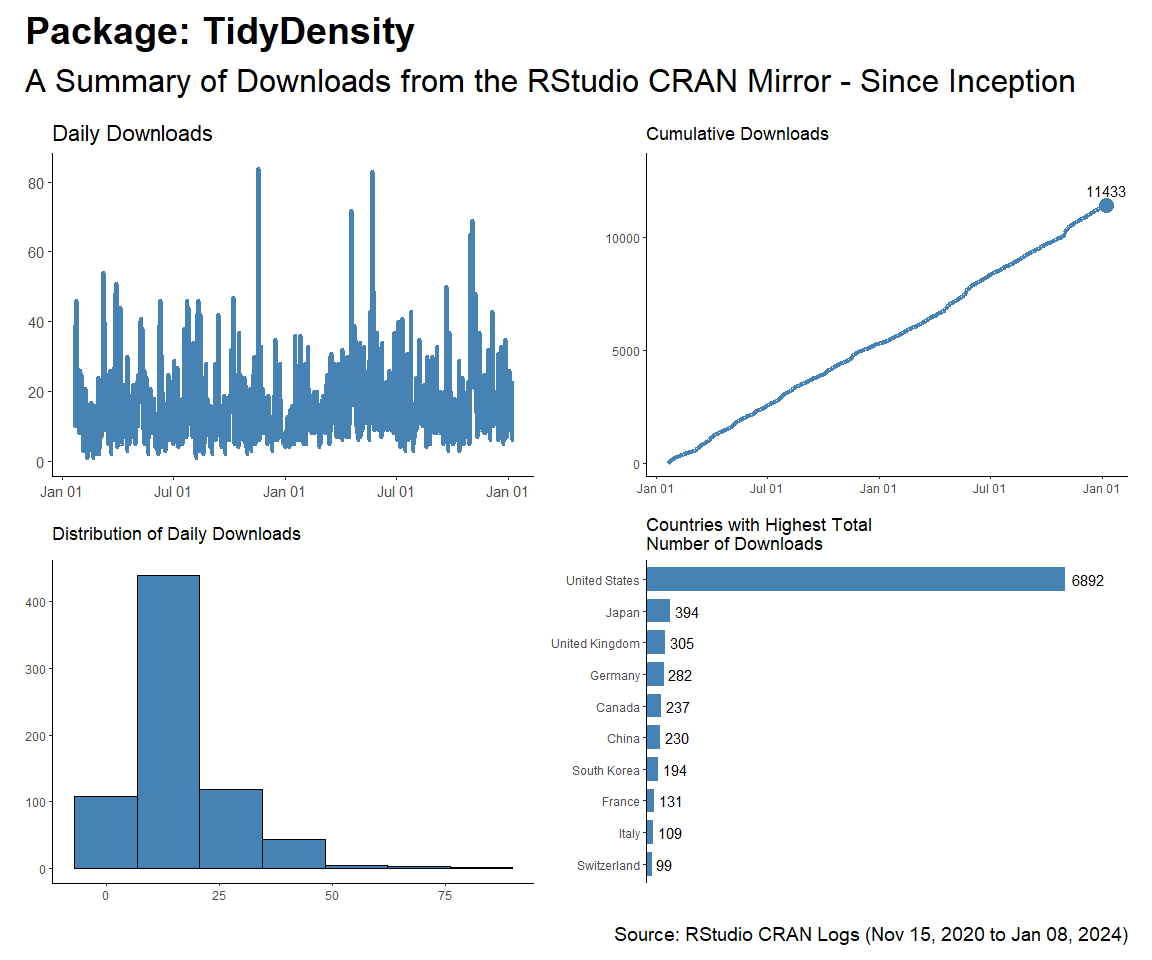 Package: TidyDensity
A Summary of Downloads from the RStudio CRAN Mirror - Since Inception
Daily Downloads
80
60
40
20
0
Jan 01 Jul 01 Jan 01 Jul 01 Jan 01
Cumulative Downloads
11433
10000
5000
0
Jan 01 Jul 01 Jan 01 Jul 01 Jan 01
Distribution of Daily Downloads
400
300
200
100
0
0 25 50 75
Countries with Highest Total
Number of Downloads
United States 6892
Japan 394
United Kingdom 305
Germany 282
Canada 237
China 230
South Korea 194
France 131
Italy 109
Switzerland 99
Source: RStudio CRAN Logs (Nov 15, 2020 to Jan 08, 2024)